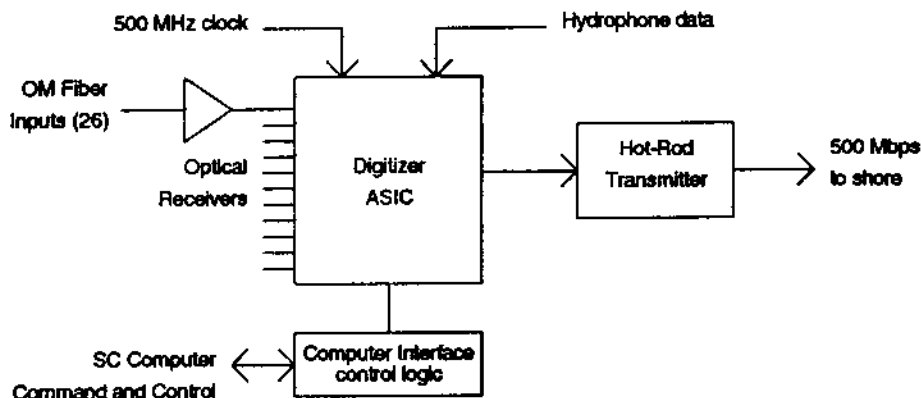 500 MHz clock
Hydrophone data
OM Fiber
Inputs (26)
Optical
Receivers
Digitizer
ASIC
Hot-Rod
Transmitter
500 Mbps
to shore
SC Computer
Command and Control
Computer Interface
control logic